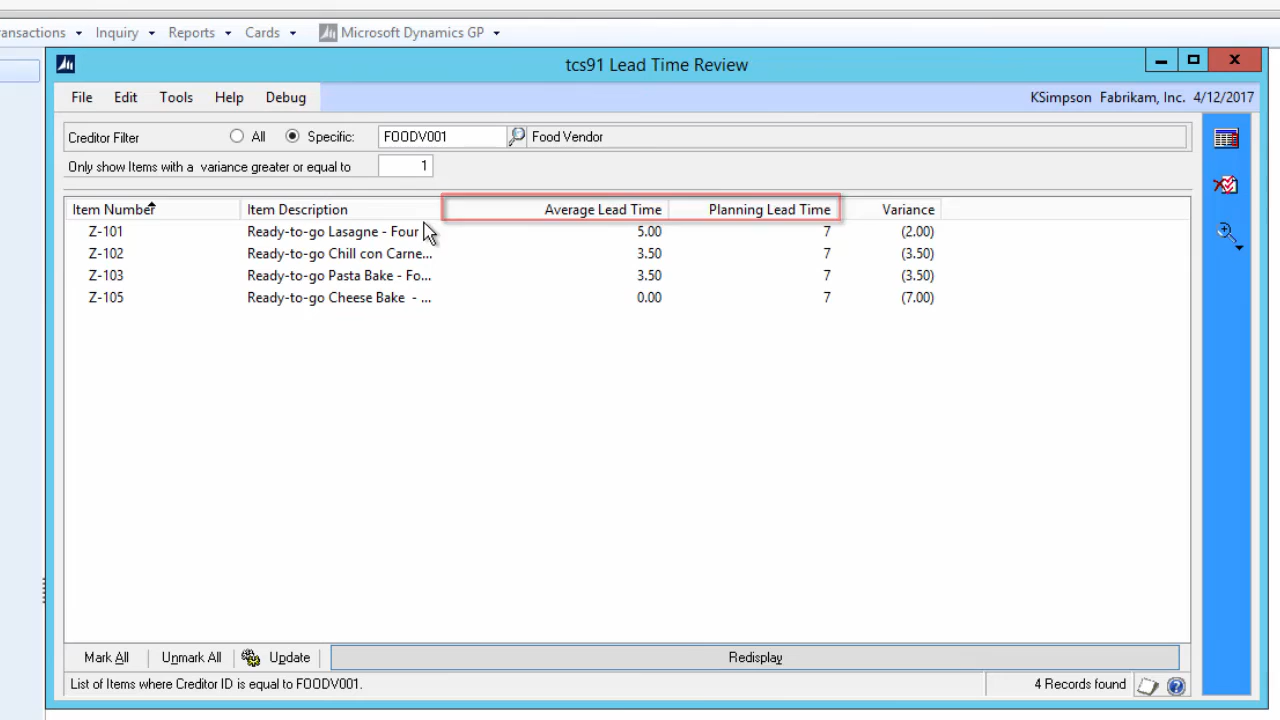 ansactions Inquiry Reports Cards Microsoft Dynamics GP
tcs91 Lead Time Review
File Edit Tools Help Debug KSimpson Fabrikam, Inc. 4/12/2017
Creditor Filter All Specific: FOODV001 Food Vendor
Only show Items with a variance greater or equal to 1
Item Number Item Description Average Lead Time Planning Lead Time Variance
Z-101 Ready-to-go Lasagne - Four 5.00 7 (2.00)
Z-102 Ready-to-go Chill con Carne... 3.50 7 (3.50)
Z-103 Ready-to-go Pasta Bake - Fo... 3.50 7 (3.50)
Z-105 Ready-to-go Cheese Bake - ... 0.00 7 (7.00)
Mark All Unmark All Update Redisplay
List of Items where Creditor ID is equal to FOODV001. 4 Records found